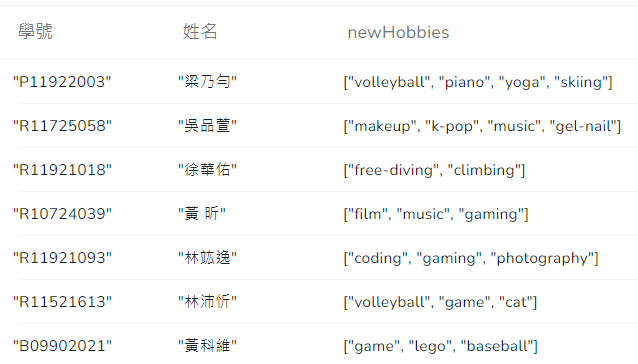 學號 姓名 newHobbies
"P11922003" "梁乃勻" ["volleyball", "piano", "yoga", "skiing"]
"R11725058" "吳品萱" ["makeup", "k-pop", "music", "gel-nail"]
"R11921018" "徐華佑" ["free-diving", "climbing"]
"R10724039" "黃 昕" ["film", "music", "gaming"]
"R11921093" "林竑逸" ["coding", "gaming", "photography"]
"R11521613" "林沛忻" ["volleyball", "game", "cat"]
"B09902021" "黃科維" ["game", "lego", "baseball"]